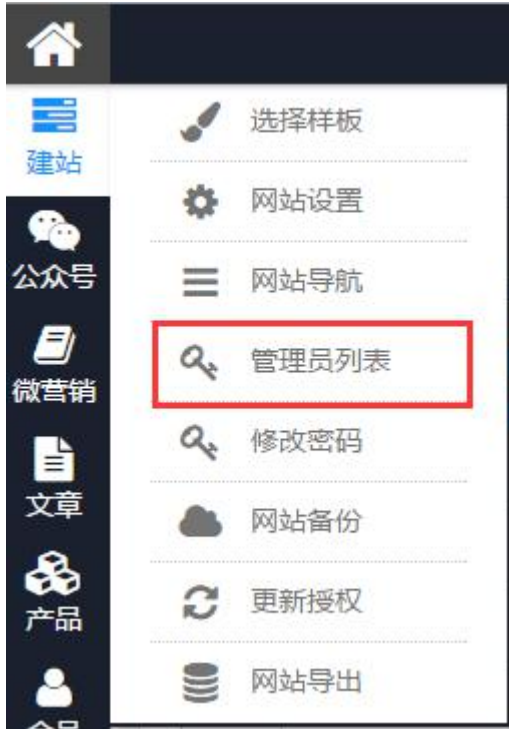 建站
公众号
微营销
文章
产品
选择样板
网站设置
网站导航
管理员列表
修改密码
网站备份
更新授权
网站导出